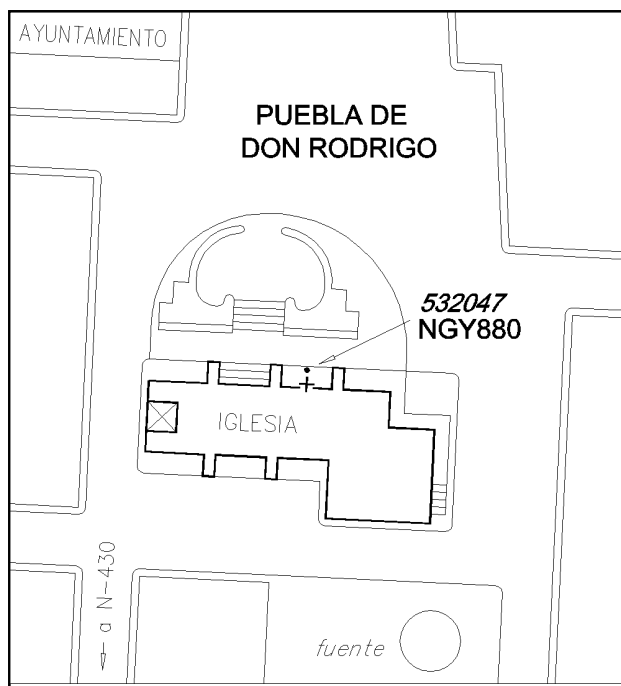 AYUNTAMIENTO
PUEBLA DE
DON RODRIGO
532047
NGY880
IGLESIA
a N-430
fuente